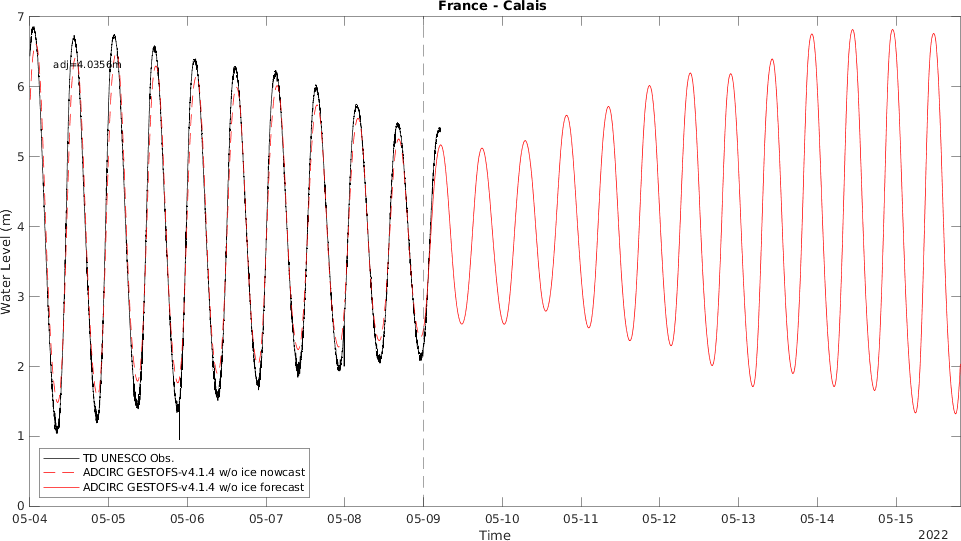 France - Calais
7
6
5
4
3
2
1
0
Water Level (m)
adj=4.0356m
TD UNESCO Obs.
ADCIRC GESTOFS-v4.1.4 w/o ice nowcast
ADCIRC GESTOFS-v4.1.4 w/o ice forecast
05-04 05-05 05-06 05-07 05-08 05-09 05-10 05-11 05-12 05-13 05-14 05-15
Time
2022